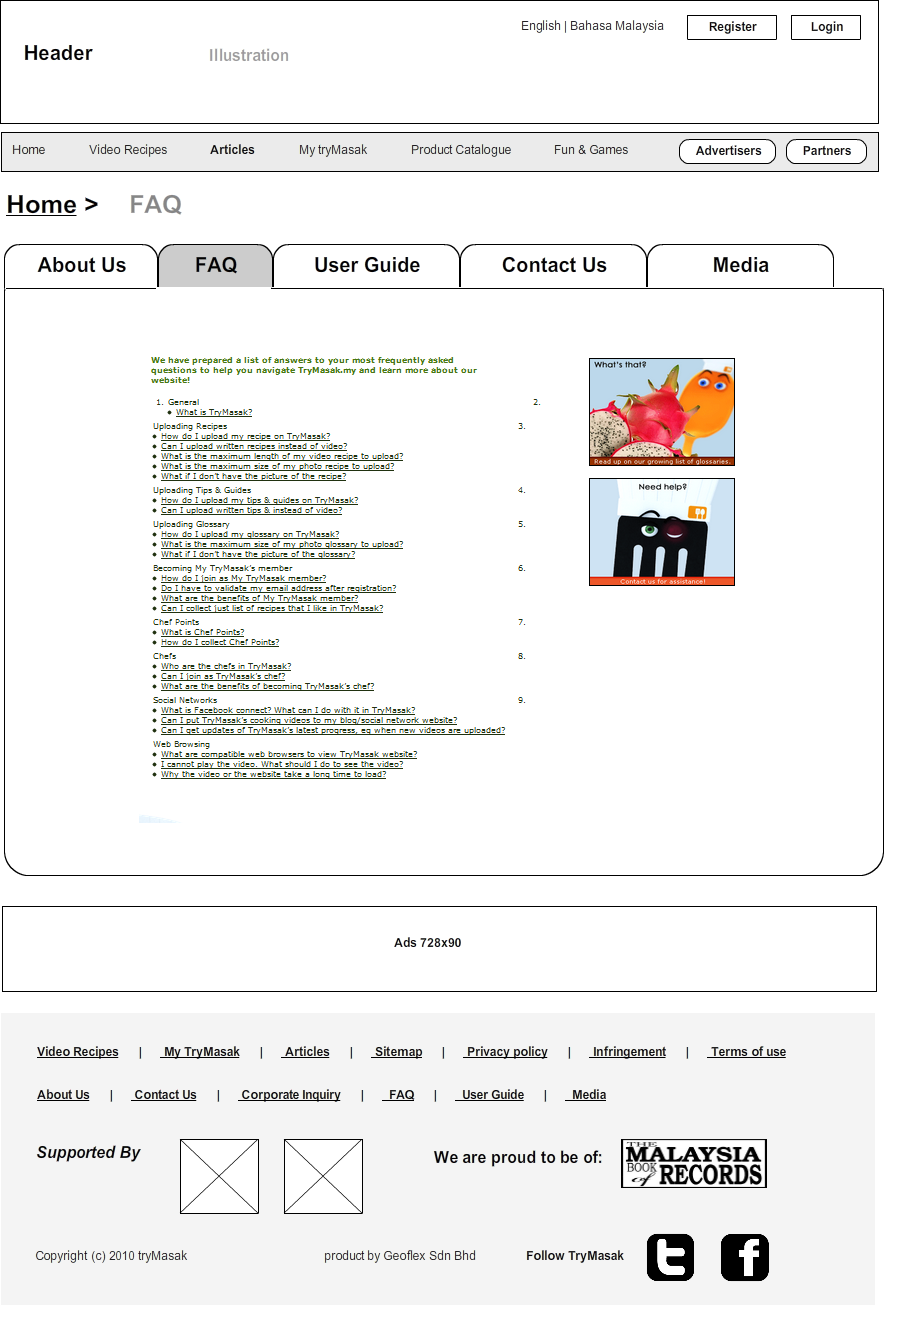 English | Bahasa Malaysia
Register
Login
Header
Illustration
Home
Video Recipes
Articles
My tryMasak
Product Catalogue
Fun & Games
Advertisers
Partners
Home > FAQ
About Us
FAQ
User Guide
Contact Us
Media
We have prepared a list of answers to your most frequently asked
questions to help you navigate TryMasak.my and learn more about our
website!
1. General
What is TryMasak?
2.
Uploading Recipes
3.
How do I upload my recipe on TryMasak?
Can I upload written recipes instead of video?
What is the maximum length of my video recipe to upload?
What is the maximum size of my photo recipe to upload?
What if I don't have the picture of the recipe?
Uploading Tips & Guides
4.
How do I upload my tips & guides on TryMasak?
Can I upload written tips & instead of video?
Uploading Glossary
5.
How do I upload my glossary on TryMasak?
What is the maximum size of my photo glossary to upload?
What if I don't have the picture of the glossary?
Becoming My TryMasak's member
6.
How do I join as My TryMasak member?
Do I have to validate my email address after registration?
What are the benefits of My TryMasak member?
Can I collect just list of recipes that I like in TryMasak?
Chef Points
7.
What is Chef Points?
How do I collect Chef Points?
Chefs
8.
Who are the chefs in TryMasak?
Can I join as TryMasak's chef?
What are the benefits of becoming TryMasak's chef?
Social Networks
9.
What is Facebook connect? What can I do with it in TryMasak?
Can I put TryMasak's cooking videos to my blog/social network website?
Can I get updates of TryMasak's latest progress, eg when new videos are uploaded?
Web Browsing
What are compatible web browsers to view TryMasak website?
I cannot play the video. What should I do to see the video?
Why the video or the website take a long time to load?
What's that?
Read up on our growing list of glossaries.
Need help?
Contact us for assistance!
Ads 728x90
Video Recipes | My TryMasak | Articles | Sitemap | Privacy policy | Infringement | Terms of use
About Us | Contact Us | Corporate Inquiry | FAQ | User Guide | Media
Supported By
We are proud to be of:
THE
MALAYSIA
BOOK
of RECORDS
Copyright (c) 2010 tryMasak
product by Geoflex Sdn Bhd
Follow TryMasak
t
f